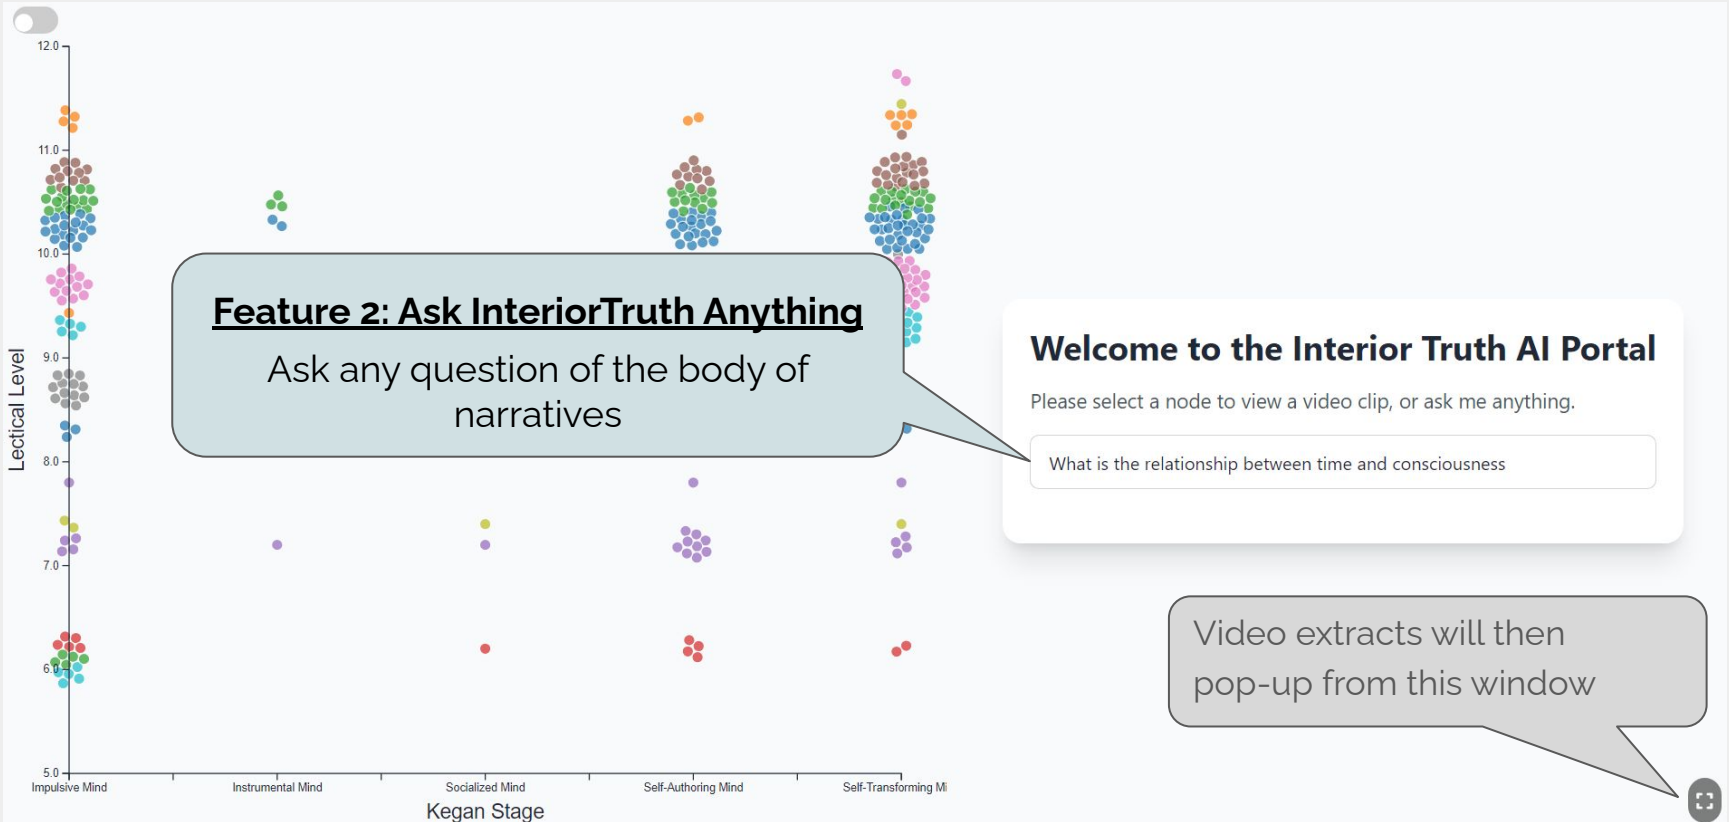 12.0
11.0
10.0
9.0
8.0
7.0
6.0
5.0
Lectical Level
Impulsive Mind
Instrumental Mind
Socialized Mind
Self-Authoring Mind
Self-Transforming Mi
Kegan Stage
Feature 2: Ask InteriorTruth Anything
Ask any question of the body of
narratives
Welcome to the Interior Truth AI Portal
Please select a node to view a video clip, or ask me anything.
What is the relationship between time and consciousness
Video extracts will then
pop-up from this window